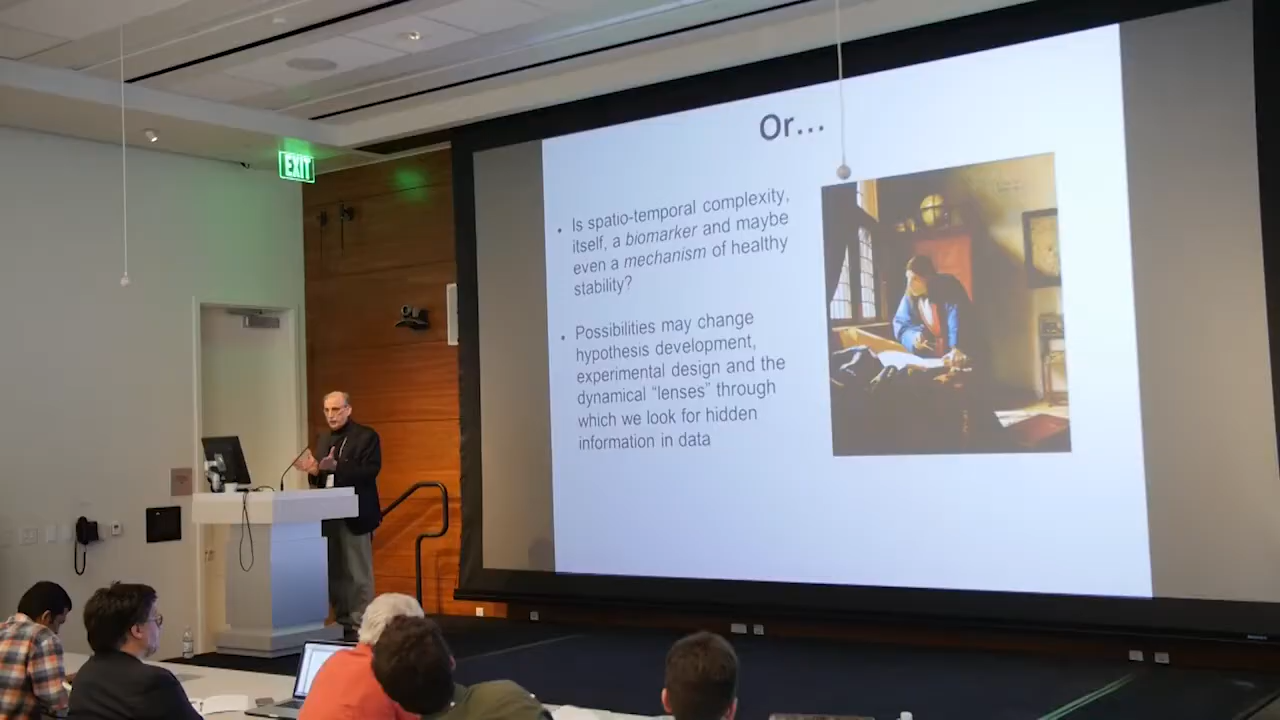 EXIT
Or...
• Is spatio-temporal complexity,
itself, a biomarker and maybe
even a mechanism of healthy
stability?
• Possibilities may change
hypothesis development,
experimental design and the
dynamical “lenses” through
which we look for hidden
information in data